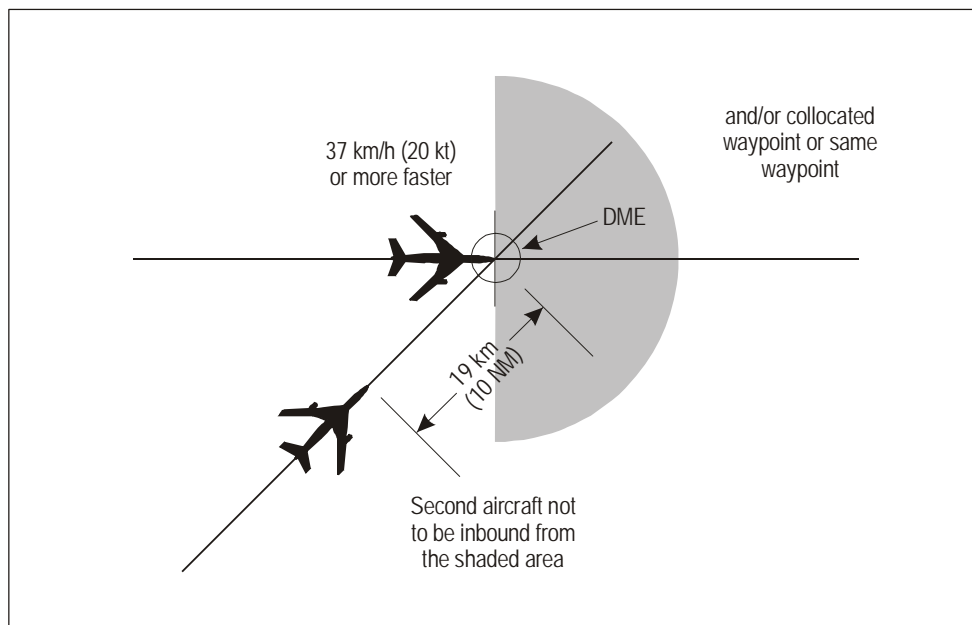 37 km/h (20 kt)
or more faster
and/or collocated
waypoint or same
waypoint
DME
19 km
(10 NM)
Second aircraft not
to be inbound from
the shaded area